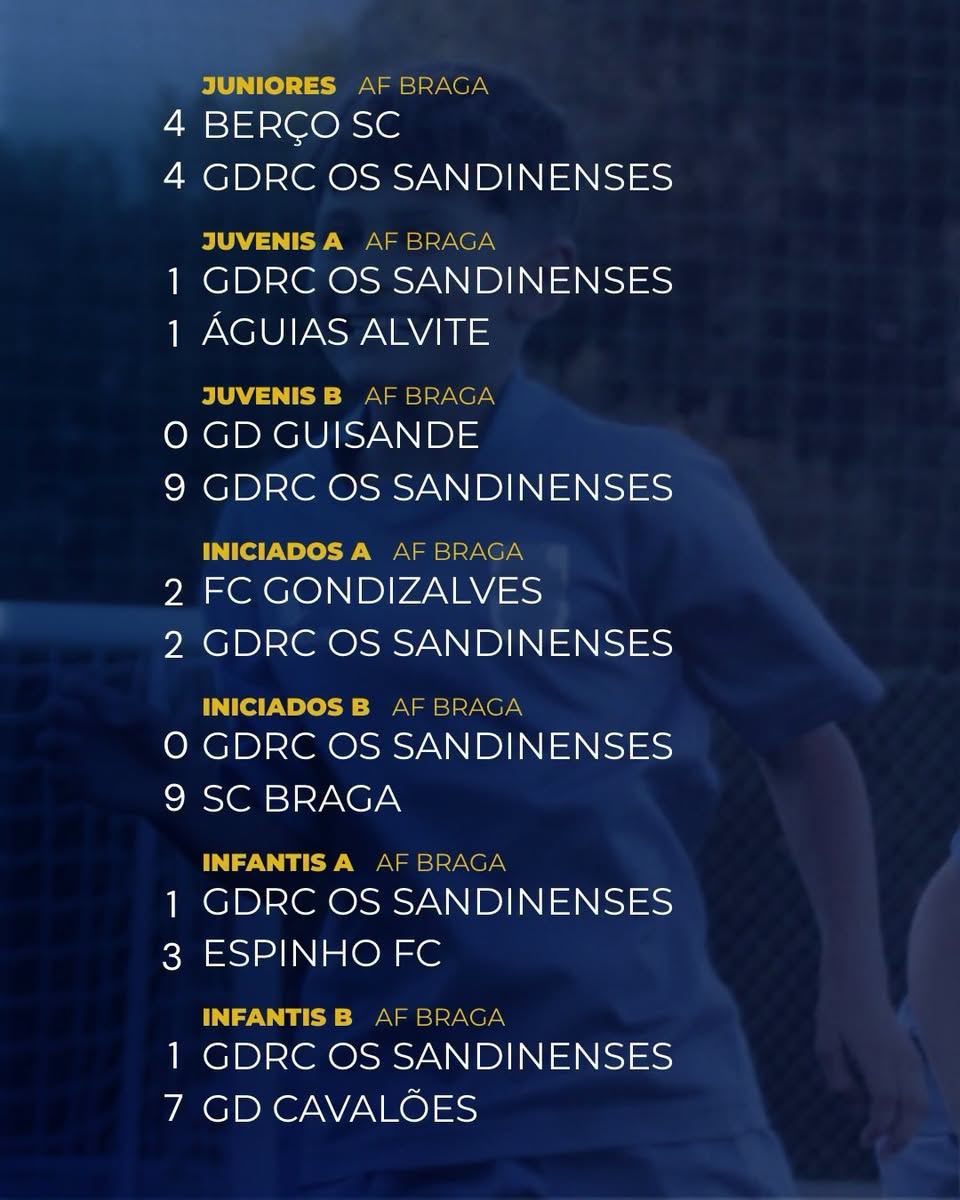 JUNIORES AF BRAGA
4 BERÇO SC
4 GDRC OS SANDINENSES
JUVENIS A AF BRAGA
1 GDRC OS SANDINENSES
1 ÁGUIAS ALVITE
JUVENIS B AF BRAGA
0 GD GUISANDE
9 GDRC OS SANDINENSES
INICIADOS A AF BRAGA
2 FC GONDIZALVES
2 GDRC OS SANDINENSES
INICIADOS B AF BRAGA
0 GDRC OS SANDINENSES
9 SC BRAGA
INFANTIS A AF BRAGA
1 GDRC OS SANDINENSES
3 ESPINHO FC
INFANTIS B AF BRAGA
1 GDRC OS SANDINENSES
7 GD CAVALÕES